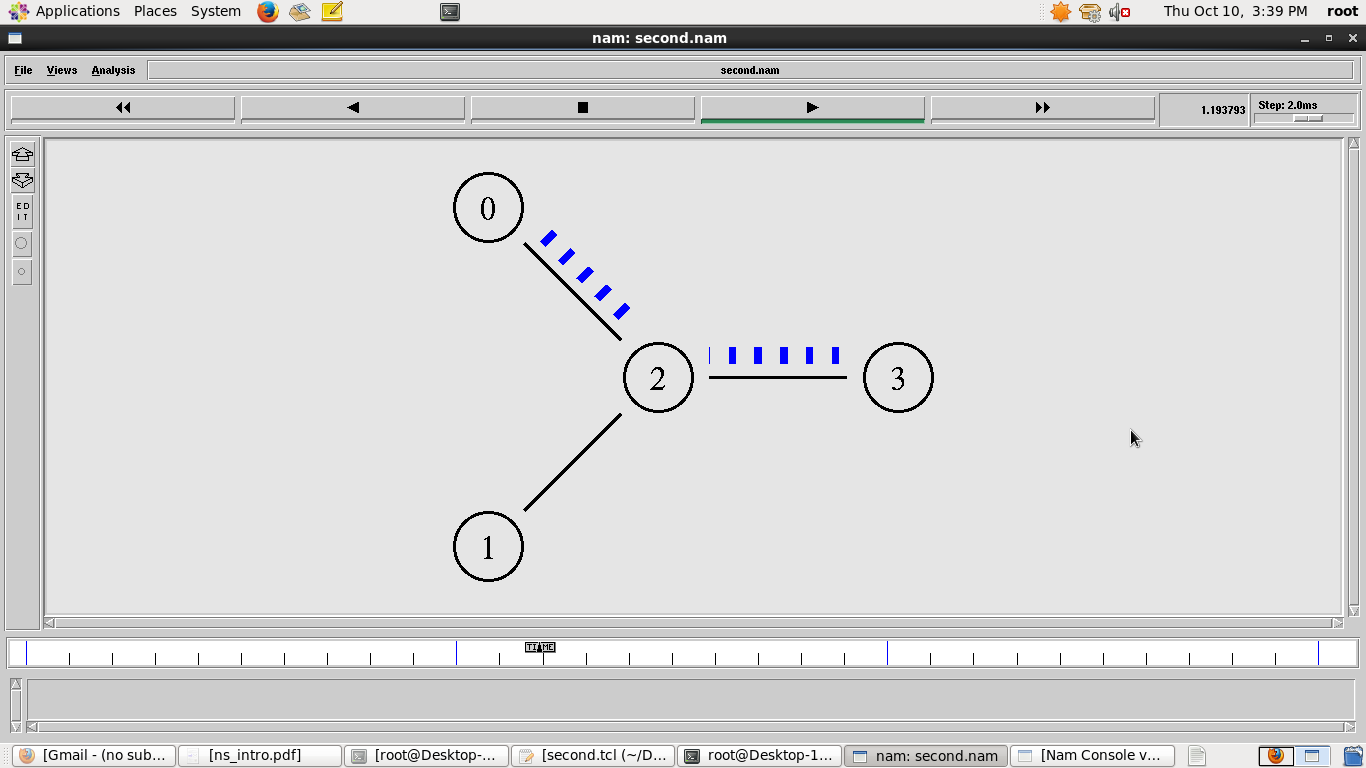 Applications Places System Thu Oct 10, 3:39 PM root
nam: second.nam
File Views Analysis second.nam
1.193793 Step: 2.0ms
ED
IT
0
2
3
1
TIME
[Gmail - (no sub... [ns_intro.pdf] [root@Desktop-... [second.tcl (~/D... root@Desktop-1... nam: second.nam [Nam Console v...